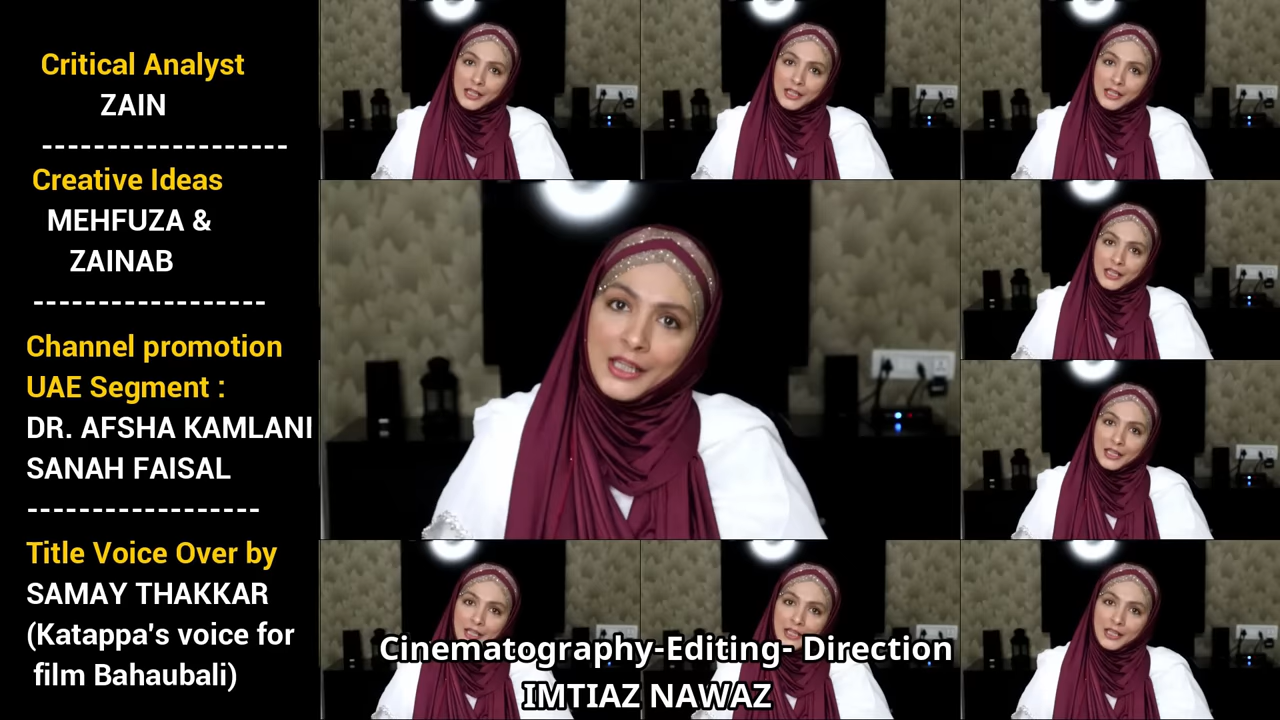 Critical Analyst
ZAIN
-------------------
Creative Ideas
MEHFUZA &
ZAINAB
------------------
Channel promotion
UAE Segment :
DR. AFSHA KAMLANI
SANAH FAISAL
------------------
Title Voice Over by
SAMAY THAKKAR
(Katappa's voice for
film Bahaubali)
Cinematography-Editing- Direction
IMTIAZ NAWAZ